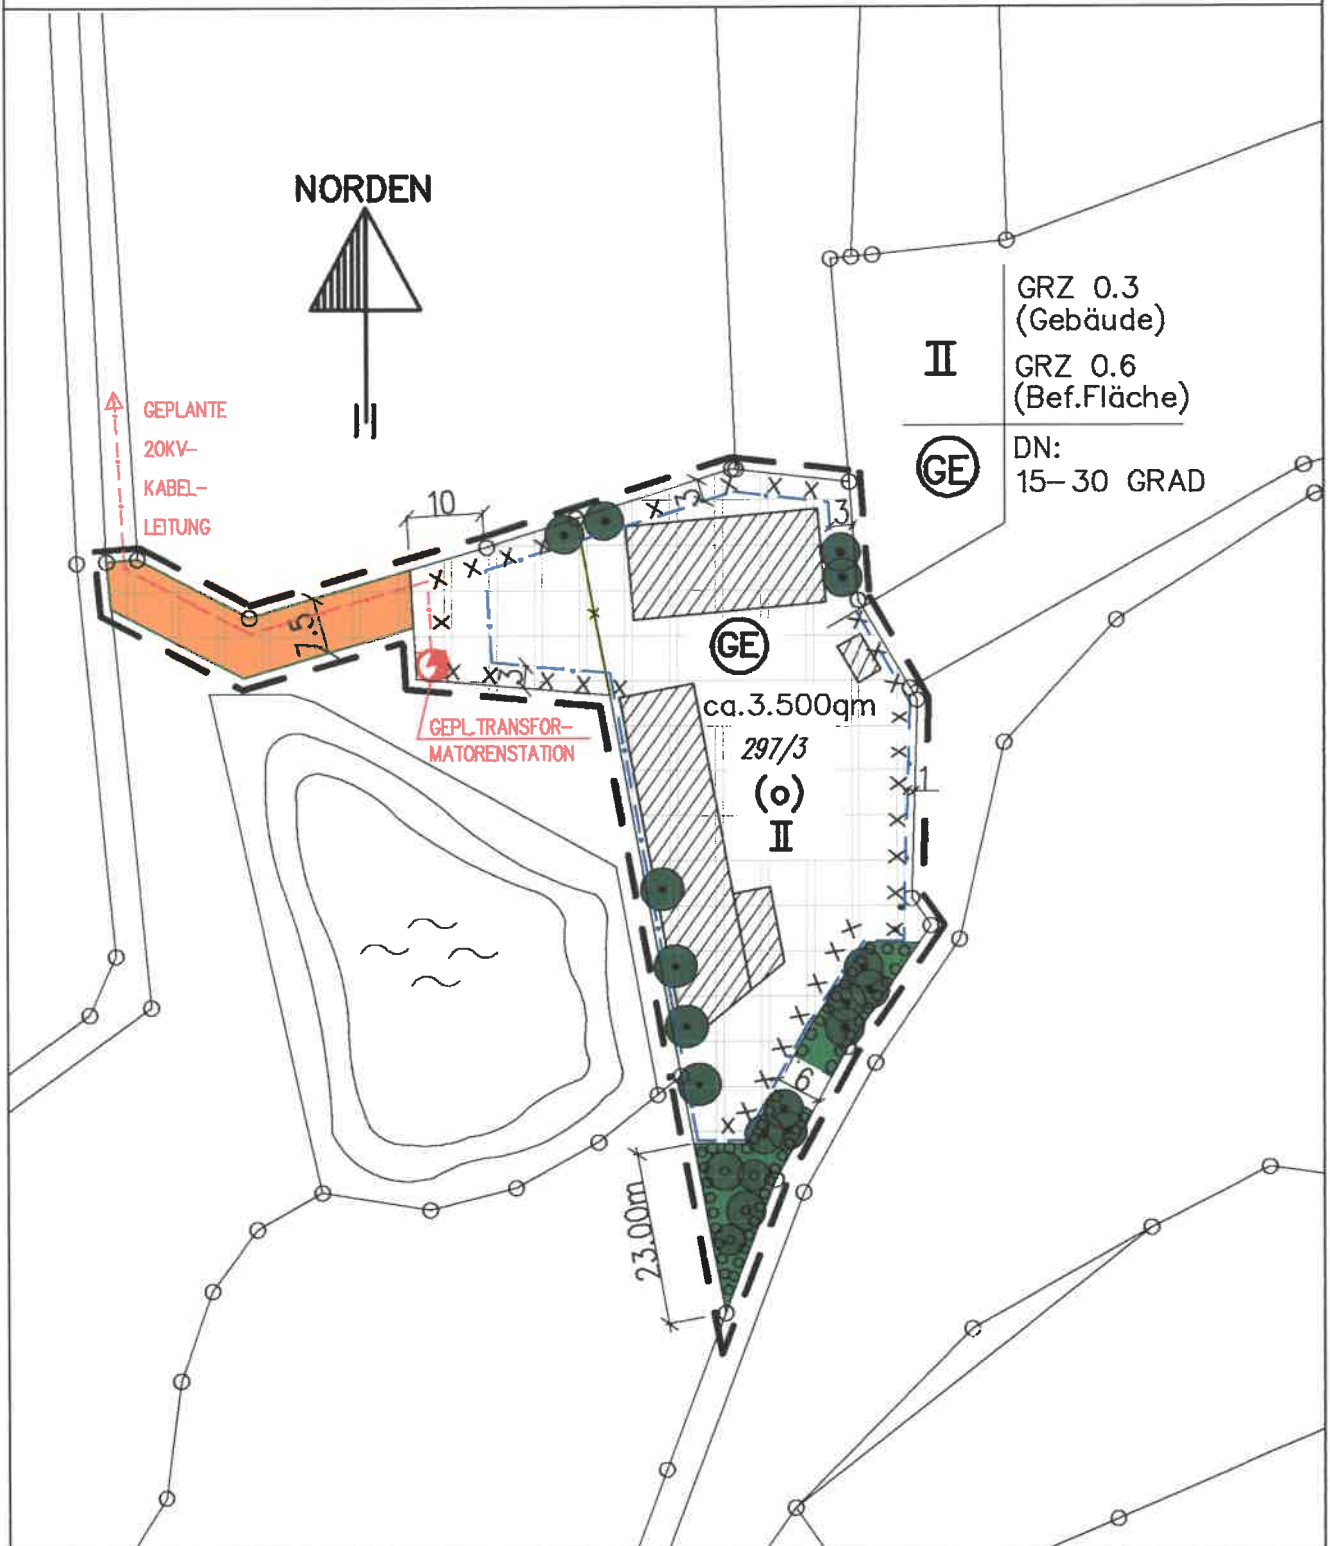 NORDEN
GRZ 0.3
(Gebäude)
II
GRZ 0.6
(Bef.Fläche)
GE
DN:
15-30 GRAD
GEPLANTE
20KV-
KABEL-
LEITUNG
10
3
3
7.5
GE
3
ca.3.500qm
GEPL.TRANSFOR-
MATORENSTATION
297/3
(o)
II
1
6
23.00m